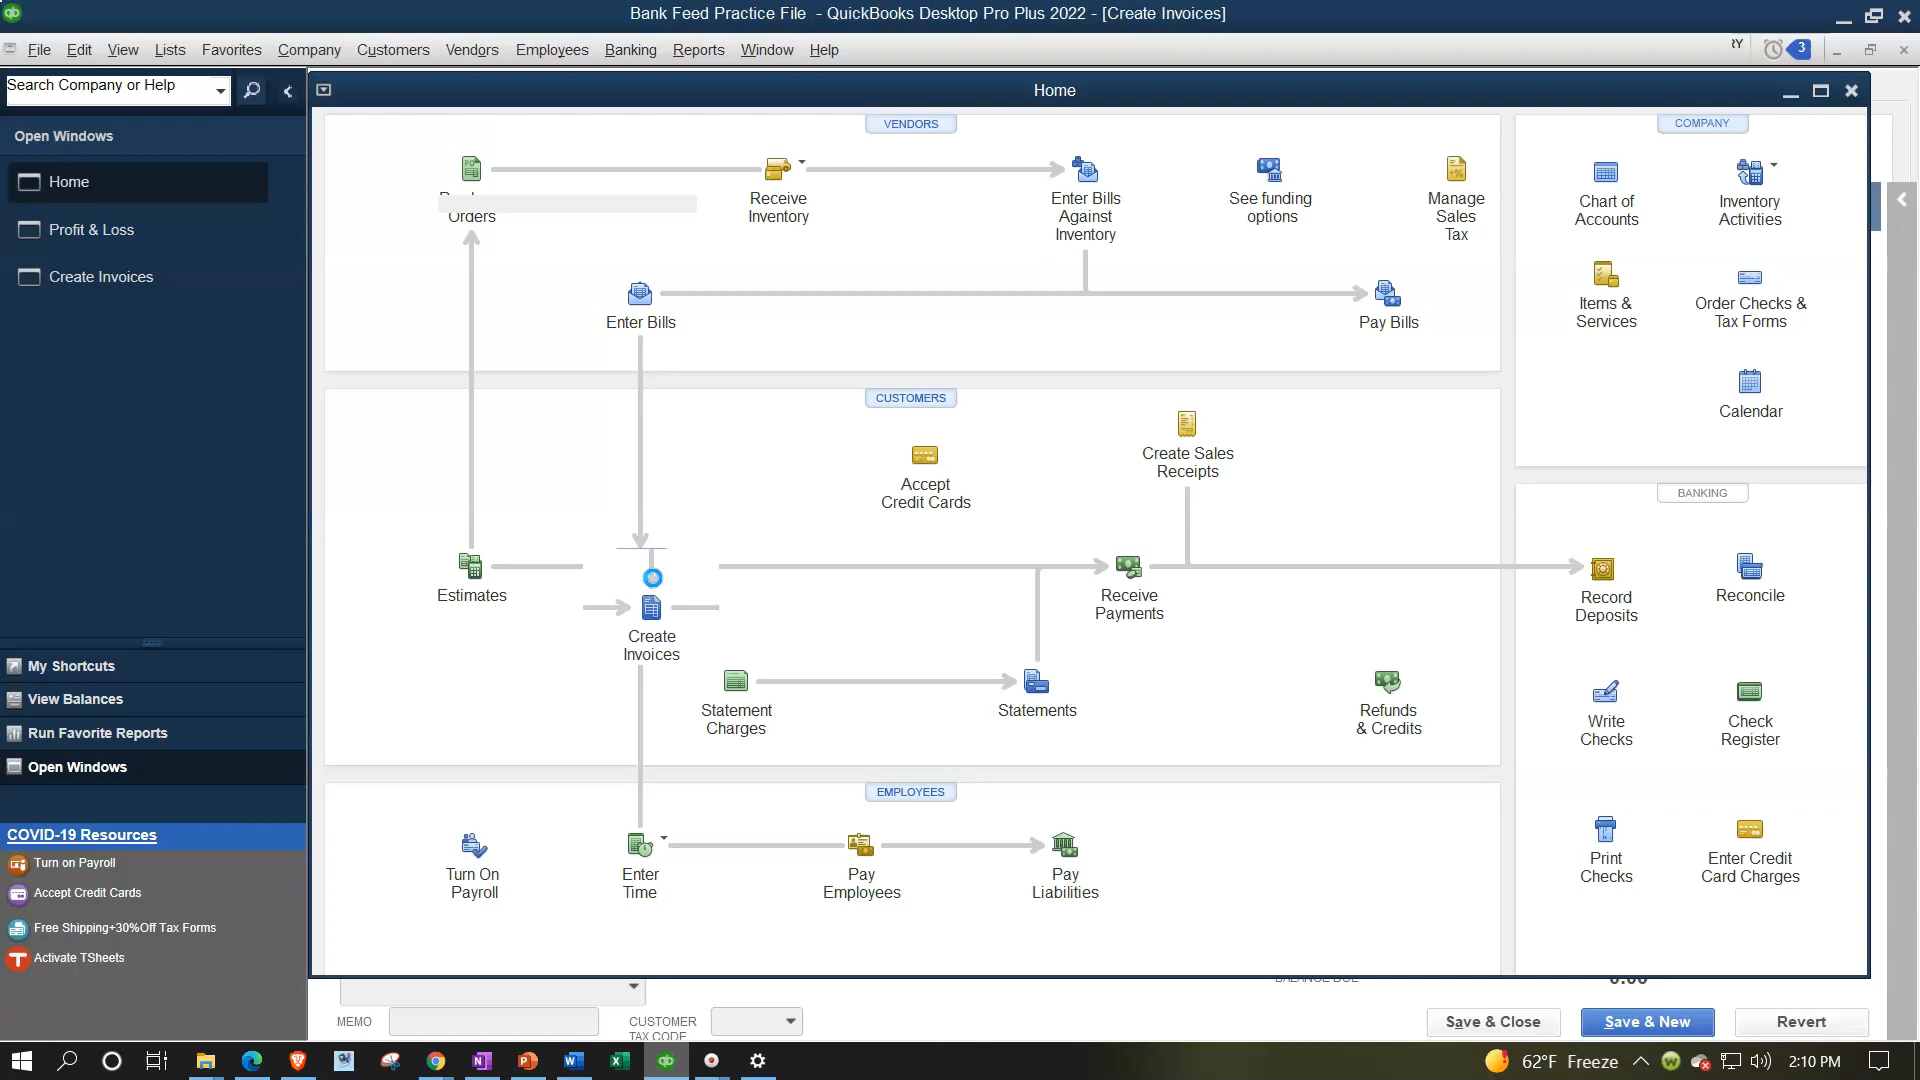 Bank Feed Practice File - QuickBooks Desktop Pro Plus 2022 - [Create Invoices]
File Edit View Lists Favorites Company Customers Vendors Employees Banking Reports Window Help
3
Search Company or Help
Home
Open Windows
Home
Profit & Loss
Create Invoices
My Shortcuts
View Balances
Run Favorite Reports
Open Windows
COVID-19 Resources
Turn on Payroll
Accept Credit Cards
Free Shipping+30%Off Tax Forms
Activate TSheets
VENDORS
Orders
Receive
Inventory
Enter Bills
Against
Inventory
See funding
options
Manage
Sales
Tax
Enter Bills
Pay Bills
CUSTOMERS
Accept
Credit Cards
Create Sales
Receipts
Estimates
Create
Invoices
Receive
Payments
Statement
Charges
Statements
Refunds
& Credits
EMPLOYEES
Turn On
Payroll
Enter
Time
Pay
Employees
Pay
Liabilities
COMPANY
Chart of
Accounts
Inventory
Activities
Items &
Services
Order Checks &
Tax Forms
Calendar
BANKING
Record
Deposits
Reconcile
Write
Checks
Check
Register
Print
Checks
Enter Credit
Card Charges
BALANCE DUE 0.00
MEMO
CUSTOMER
TAX CODE
Save & Close
Save & New
Revert
62°F Freeze
2:10 PM